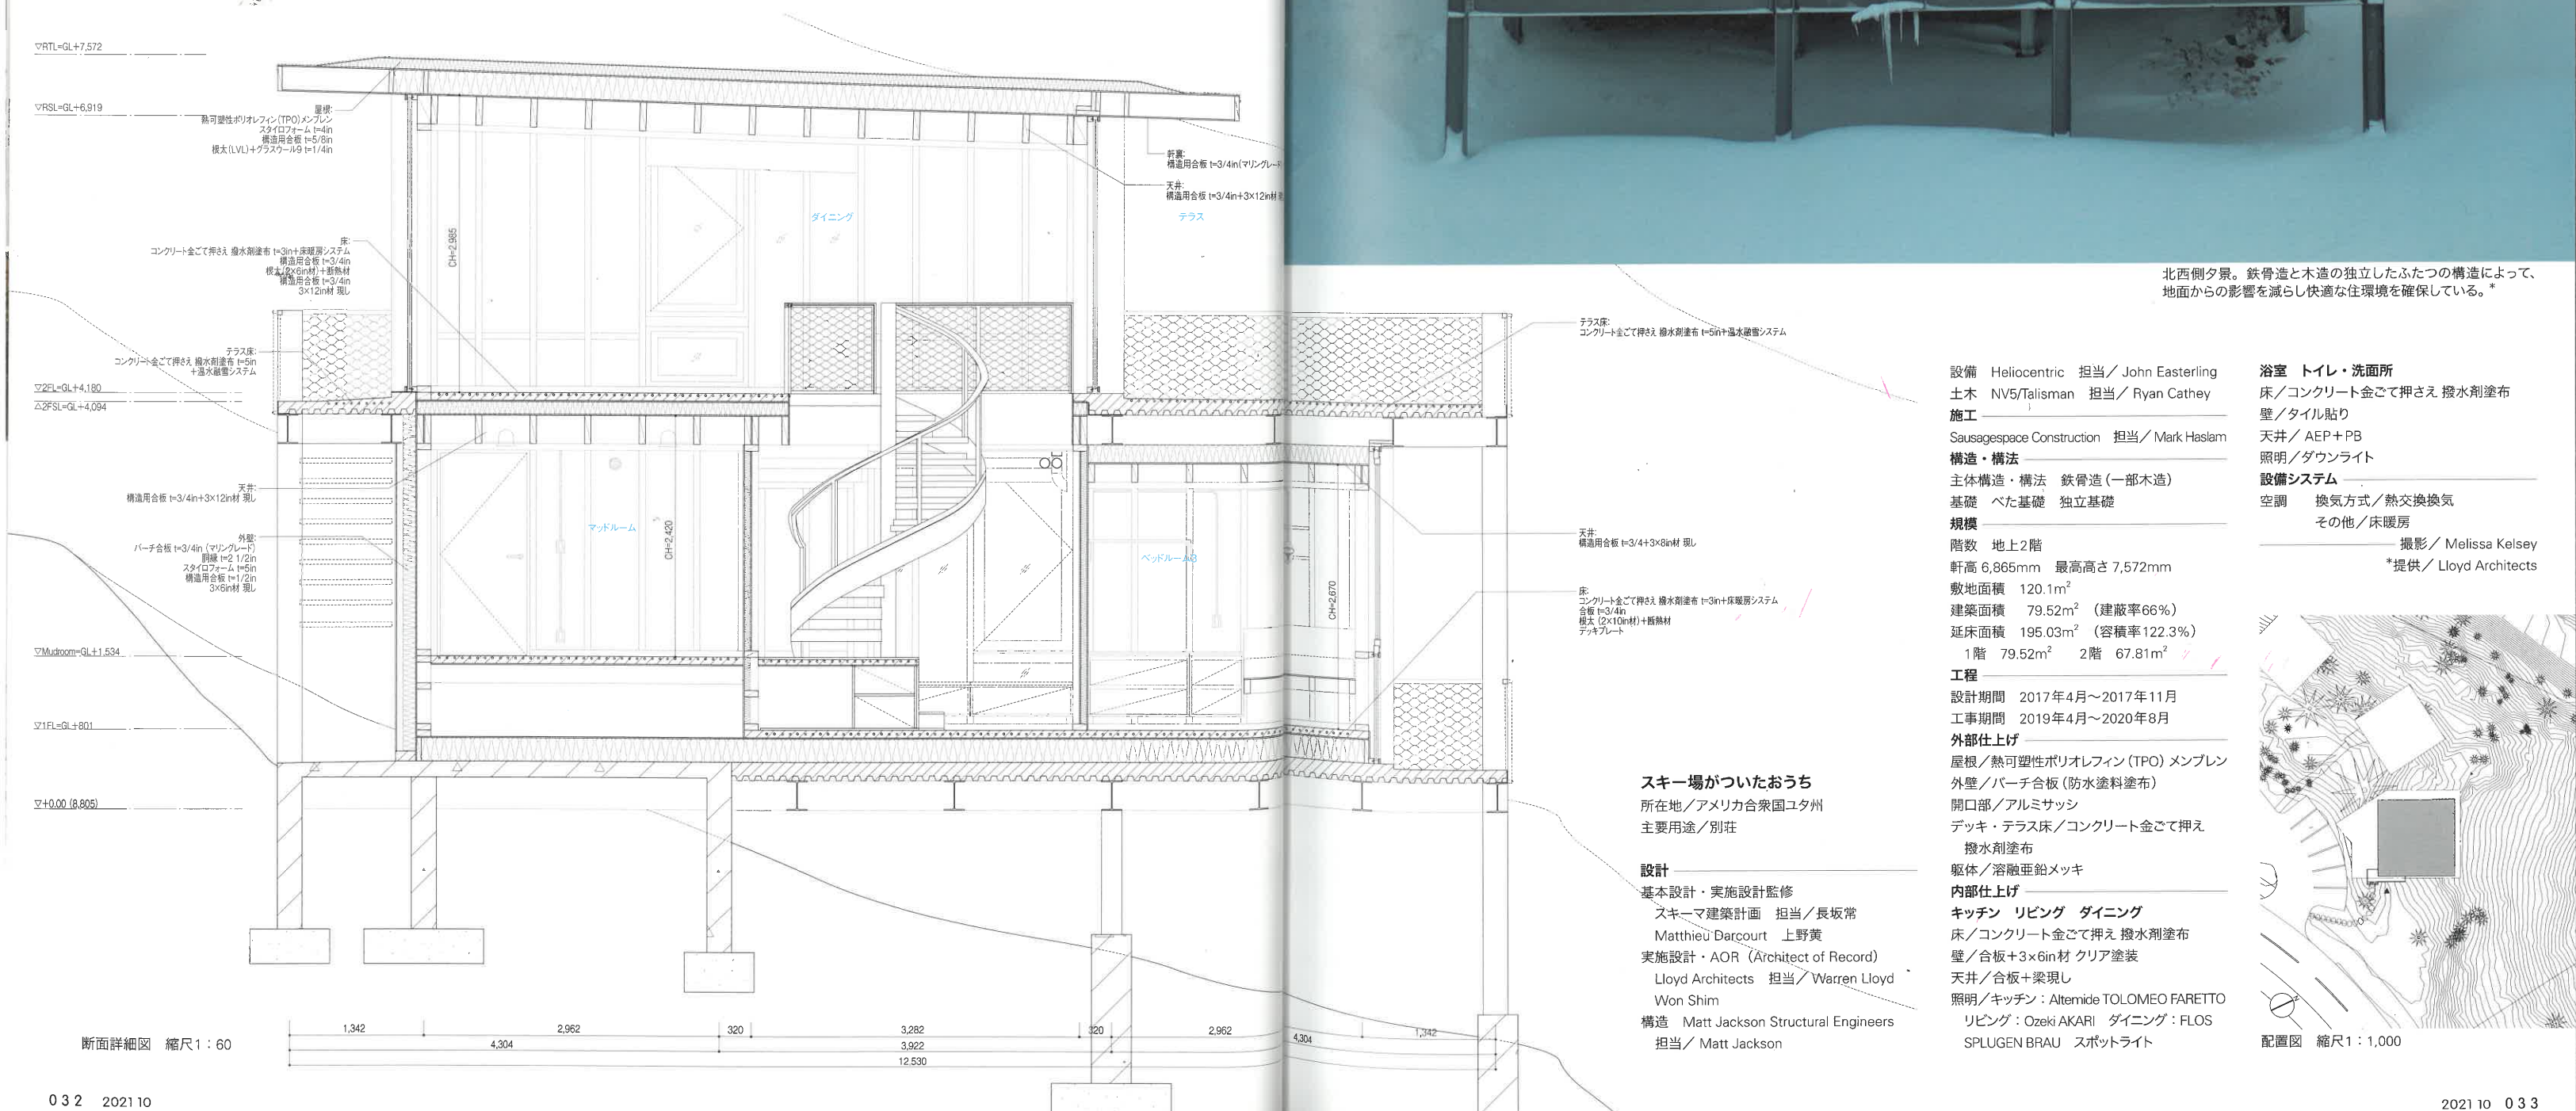 ▽RTL=GL+7,572
▽RSL=GL+6,919
屋根:
熱可塑性ポリオレフィン(TPO)メンブレン
スタイロフォーム t=4in
構造用合板 t=5/8in
根太(LVL)+グラスウール9 t=1/4in
床:
コンクリート金ごて押さえ 撥水剤塗布 t=3in+床暖房システム
構造用合板 t=3/4in
根太(2×6in材)+断熱材
構造用合板 t=3/4in
3×12in材 現し
テラス床:
コンクリート金ごて押さえ 撥水剤塗布 t=5in
+温水融雪システム
▽2FL=GL+4,180
△2FSL=GL+4,094
天井:
構造用合板 t=3/4in+3×12in材 現し
外壁:
バーチ合板 t=3/4in (マリングレード)
胴縁 t=2 1/2in
スタイロフォーム t=5in
構造用合板 t=1/2in
3×6in材 現し
▽Mudroom=GL+1,534
▽1FL=GL+801
▽±0.00 (8,805)
軒裏:
構造用合板 t=3/4in(マリングレー
天井:
構造用合板 t=3/4in+3×12in材
ダイニング
テラス
CH=2,985
マッドルーム
CH=2,420
ベッドルーム3
CH=2,670
テラス床:
コンクリート金ごて押さえ 撥水剤塗布 t=5in+温水融雪システム
天井:
構造用合板 t=3/4+3×8in材 現し
床:
コンクリート金ごて押さえ 撥水剤塗布 t=3in+床暖房システム
合板 t=3/4in
根太 (2×10in材)+断熱材
デッキプレート
1,342 2,962 320 3,282 320 2,962 1,342
4,304 3,922 4,304
12,530
断面詳細図 縮尺1：60
032 2021 10
北西側夕景。鉄骨造と木造の独立したふたつの構造によって、
地面からの影響を減らし快適な住環境を確保している。*
スキー場がついたおうち
所在地／アメリカ合衆国ユタ州
主要用途／別荘
設計
基本設計・実施設計監修
スキーマ建築計画 担当／長坂常
Matthieu Darcourt 上野黄
実施設計・AOR（Architect of Record）
Lloyd Architects 担当／Warren Lloyd
Won Shim
構造 Matt Jackson Structural Engineers
担当／Matt Jackson
設備 Heliocentric 担当／John Easterling
土木 NV5/Talisman 担当／Ryan Cathey
施工
Sausagespace Construction 担当／Mark Haslam
構造・構法
主体構造・構法 鉄骨造（一部木造）
基礎 べた基礎 独立基礎
規模
階数 地上2階
軒高 6,865mm 最高高さ 7,572mm
敷地面積 120.1m²
建築面積 79.52m²（建蔽率66%）
延床面積 195.03m²（容積率122.3%）
1階 79.52m² 2階 67.81m²
工程
設計期間 2017年4月〜2017年11月
工事期間 2019年4月〜2020年8月
外部仕上げ
屋根／熱可塑性ポリオレフィン（TPO）メンブレン
外壁／バーチ合板（防水塗料塗布）
開口部／アルミサッシ
デッキ・テラス床／コンクリート金ごて押え
撥水剤塗布
躯体／溶融亜鉛メッキ
内部仕上げ
キッチン リビング ダイニング
床／コンクリート金ごて押え 撥水剤塗布
壁／合板+3×6in材 クリア塗装
天井／合板+梁現し
照明／キッチン：Altemide TOLOMEO FARETTO
リビング：Ozeki AKARI ダイニング：FLOS
SPLUGEN BRAU スポットライト
浴室 トイレ・洗面所
床／コンクリート金ごて押さえ 撥水剤塗布
壁／タイル貼り
天井／AEP+PB
照明／ダウンライト
設備システム
空調 換気方式／熱交換換気
その他／床暖房
撮影／Melissa Kelsey
*提供／Lloyd Architects
配置図 縮尺1：1,000
2021 10 033